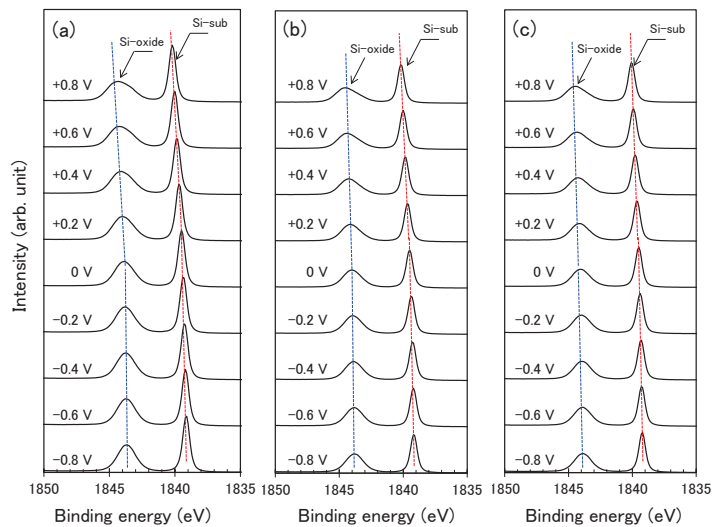 Intensity (arb. unit)
(a)
Si-sub
Si-oxide
+0.8 V
+0.6 V
+0.4 V
+0.2 V
0 V
−0.2 V
−0.4 V
−0.6 V
−0.8 V
1850 1845 1840 1835
Binding energy (eV)
(b)
Si-sub
Si-oxide
+0.8 V
+0.6 V
+0.4 V
+0.2 V
0 V
−0.2 V
−0.4 V
−0.6 V
−0.8 V
1850 1845 1840 1835
Binding energy (eV)
(c)
Si-sub
Si-oxide
+0.8 V
+0.6 V
+0.4 V
+0.2 V
0 V
−0.2 V
−0.4 V
−0.6 V
−0.8 V
1850 1845 1840 1835
Binding energy (eV)